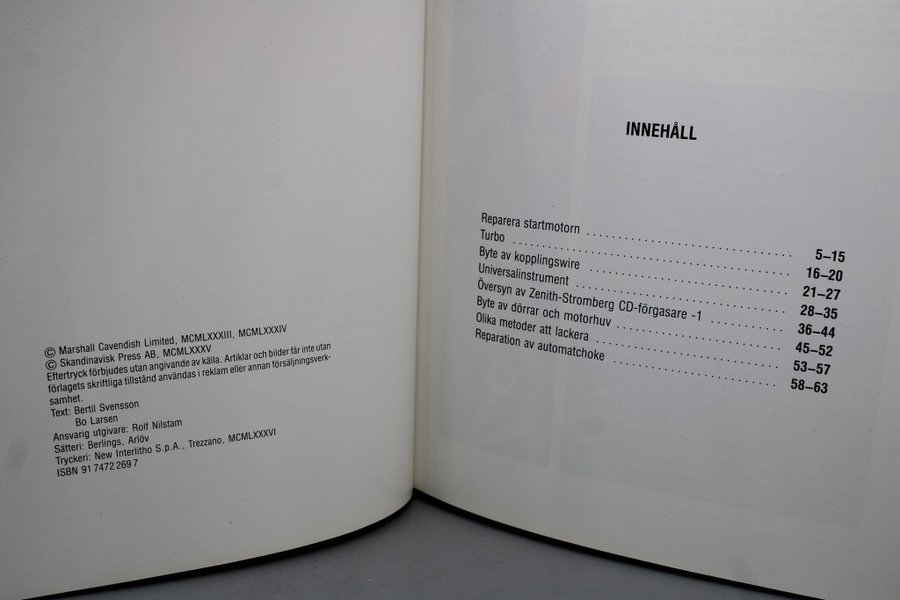 © Marshall Cavendish Limited, MCMLXXXIII, MCMLXXXIV
© Skandinavisk Press AB, MCMLXXXV
Eftertryck förbjudes utan angivande av källa. Artiklar och bilder får inte utan
förlagets skriftliga tillstånd användas i reklam eller annan försäljningsverk-
samhet.
Text: Bertil Svensson
Bo Larsen
Ansvarig utgivare: Rolf Nilstam
Sätteri: Berlings, Arlöv
Tryckeri: New Interlitho S.p.A., Trezzano, MCMLXXXVI
ISBN 91 7472 269 7
INNEHÅLL
Reparera startmotorn . . . . . . . . . . . . . . . . . . . . 5–15
Turbo . . . . . . . . . . . . . . . . . . . . 16–20
Byte av kopplingswire . . . . . . . . . . . . . . . . . . . . 21–27
Universalinstrument . . . . . . . . . . . . . . . . . . . . 28–35
Översyn av Zenith-Stromberg CD-förgasare -1 . . . . . . . . . . 36–44
Byte av dörrar och motorhuv . . . . . . . . . . . . . . . . . . . . 45–52
Olika metoder att lackera . . . . . . . . . . . . . . . . . . . . 53–57
Reparation av automatchoke . . . . . . . . . . . . . . . . . . . . 58–63